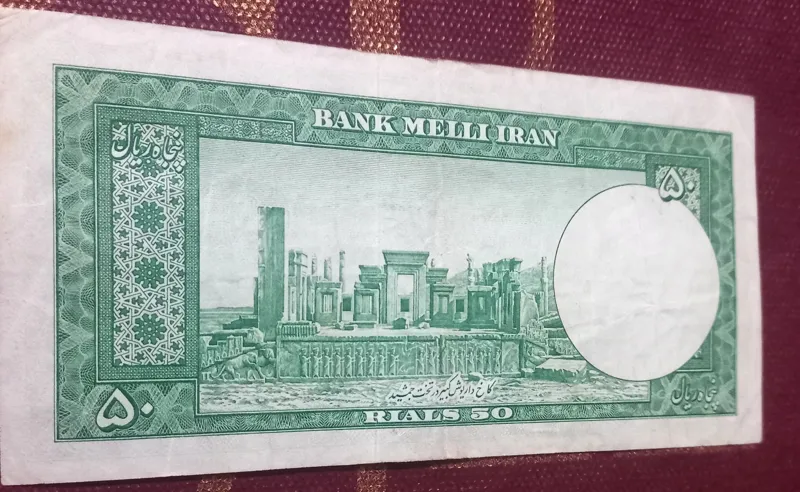 BANK MELLI IRAN
پنجاه ریال
۵۰
کاخ داریوش کبیر در تخت جمشید
۵۰
RIALS 50
پنجاه ریال